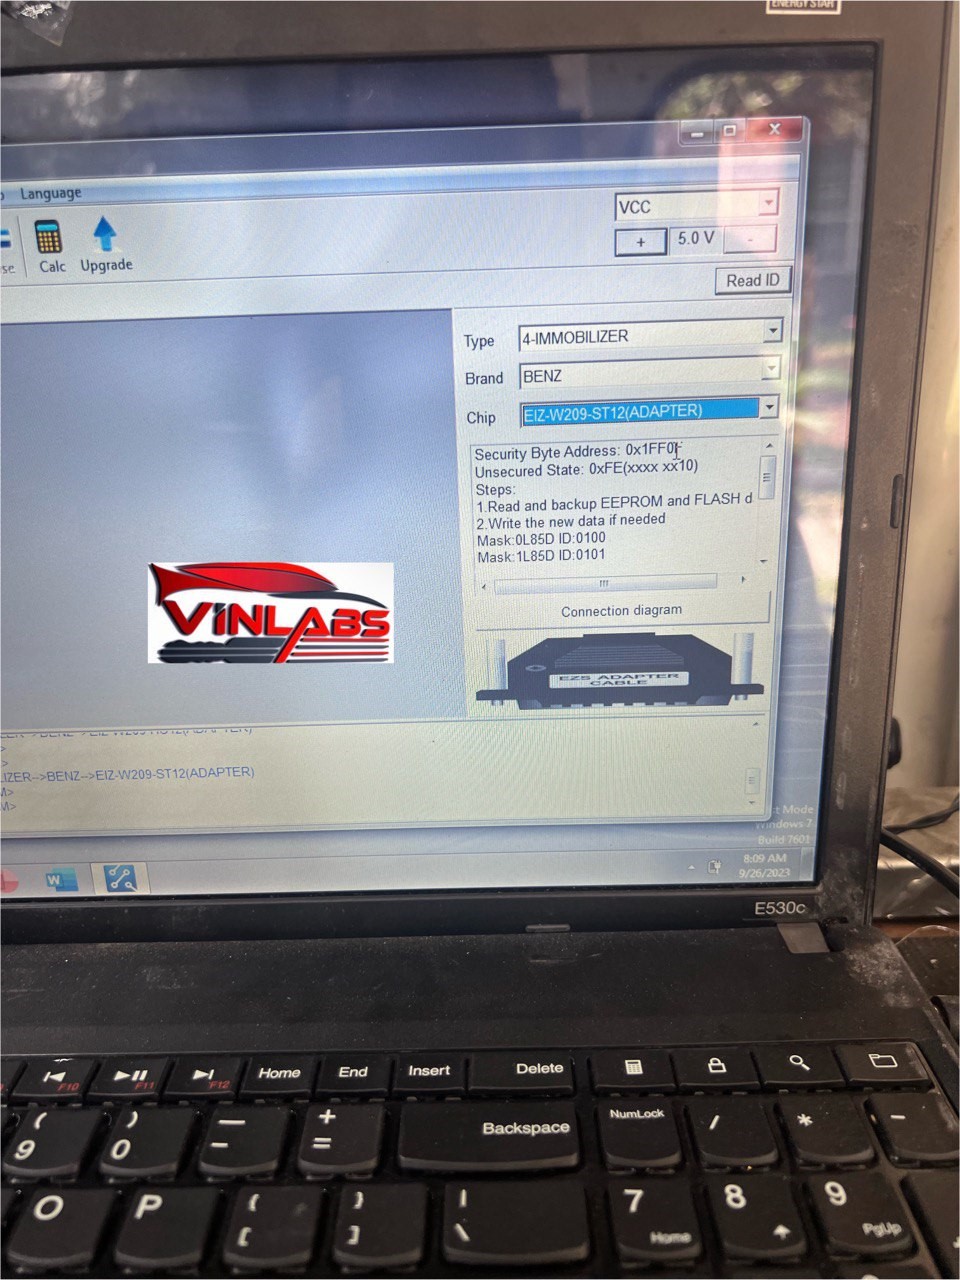 ENERGY STAR
Language
VCC
+ 5.0 V -
Calc Upgrade
Read ID
Type 4-IMMOBILIZER
Brand BENZ
Chip EIZ-W209-ST12(ADAPTER)
Security Byte Address: 0x1FF0F
Unsecured State: 0xFE(xxxx xx10)
Steps:
1.Read and backup EEPROM and FLASH d
2.Write the new data if needed
Mask:0L85D ID:0100
Mask:1L85D ID:0101
Connection diagram
VINLABS
EZS ADAPTER
CABLE
IZER-->BENZ-->EIZ-W209-ST12(ADAPTER)
M>
M>
t Mode
Windows 7
Build 7601
W
8:09 AM
9/26/2023
E530c
F10 F11 F12 Home End Insert Delete
( 9 ) 0 — - + = Backspace NumLock / * -
O P { [ } ] | \ 7 Home 8 9 PgUp